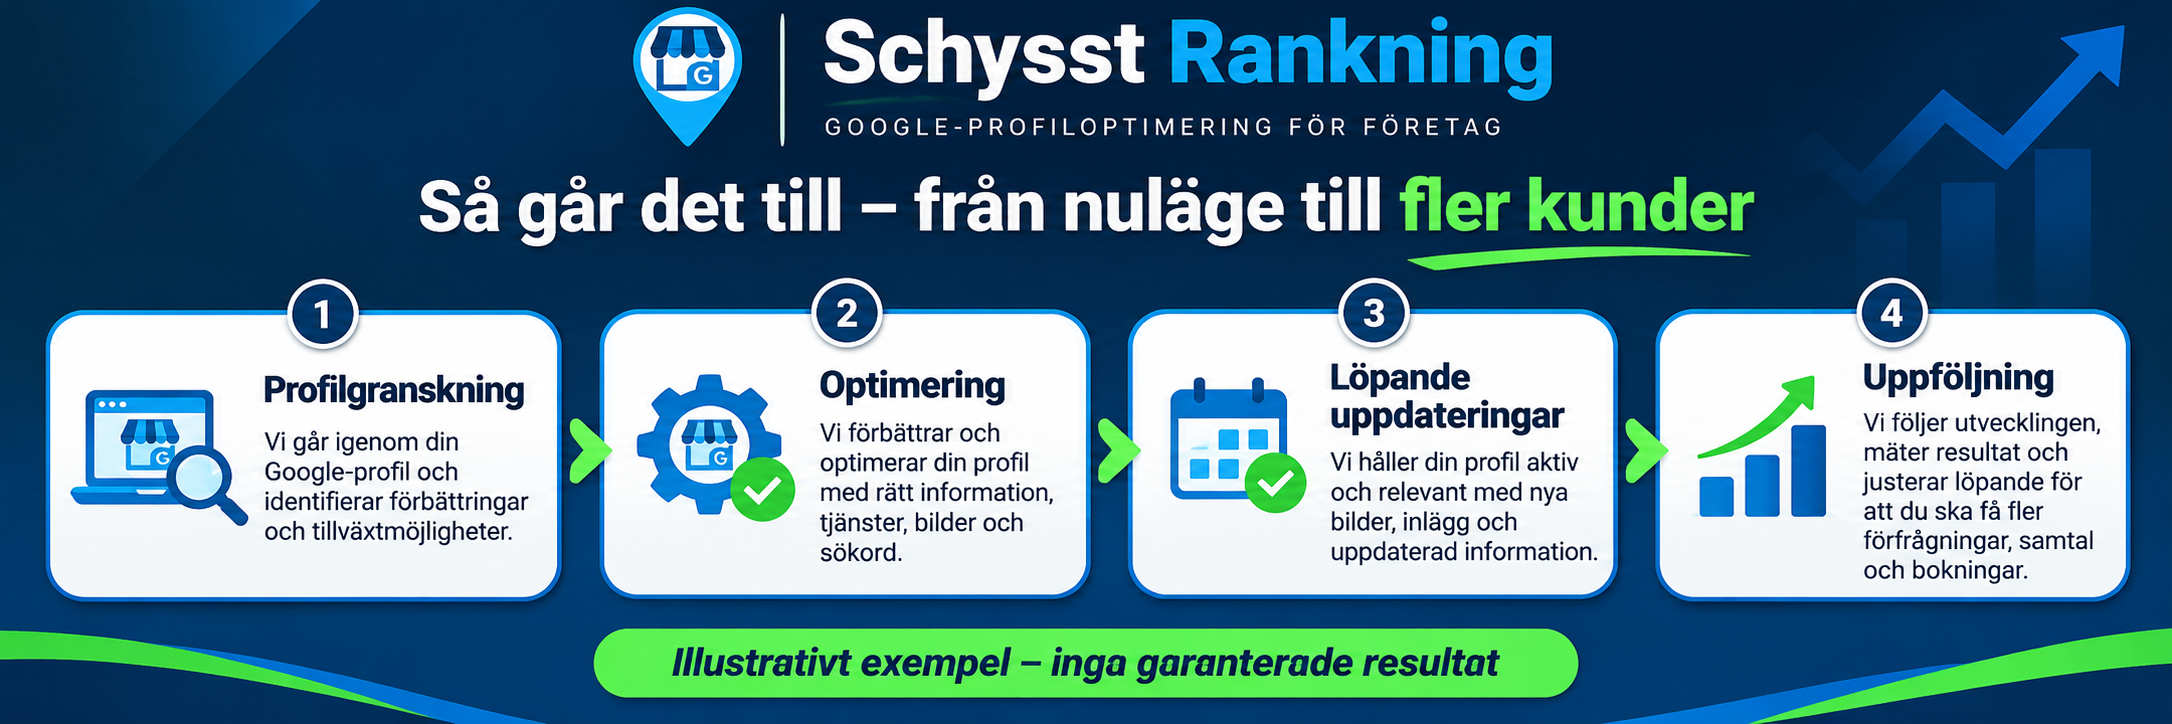 Schysst Rankning
GOOGLE-PROFILOPTIMERING FÖR FÖRETAG
Så går det till – från nuläge till fler kunder
1
G
Profilgranskning
Vi går igenom din
Google-profil och
identifierar förbättringar
och tillväxtmöjligheter.
2
G
Optimering
Vi förbättrar och
optimerar din profil
med rätt information,
tjänster, bilder och
sökord.
3
Löpande
uppdateringar
Vi håller din profil aktiv
och relevant med nya
bilder, inlägg och
uppdaterad information.
4
Uppföljning
Vi följer utvecklingen,
mäter resultat och
justerar löpande för
att du ska få fler
förfrågningar, samtal
och bokningar.
Illustrativt exempel – inga garanterade resultat